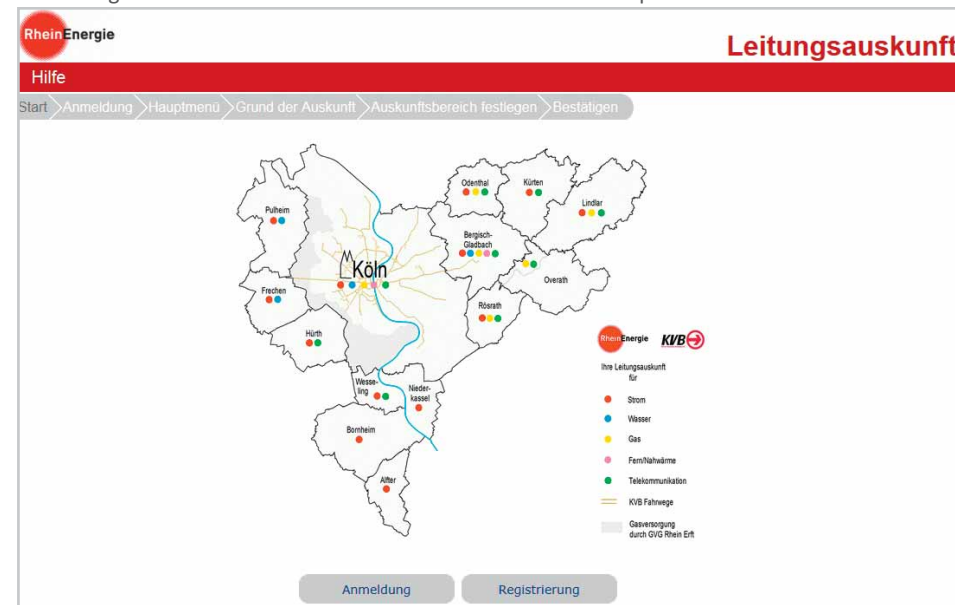 RheinEnergie
Leitungsauskunft
Hilfe
Start Anmeldung Hauptmenü Grund der Auskunft Auskunftsbereich festlegen Bestätigen
Odenthal
Kürten
Lindlar
Pulheim
Bergisch-
Gladbach
Köln
Overath
Frechen
Rösrath
Hürth
Wesse-
ling
Nieder-
kassel
Bornheim
Alfter
RheinEnergie KVB
Ihre Leitungsauskunft
für
Strom
Wasser
Gas
Fern/Nahwärme
Telekommunikation
KVB Fahrwege
Gasversorgung
durch GVG Rhein Erft
Anmeldung Registrierung